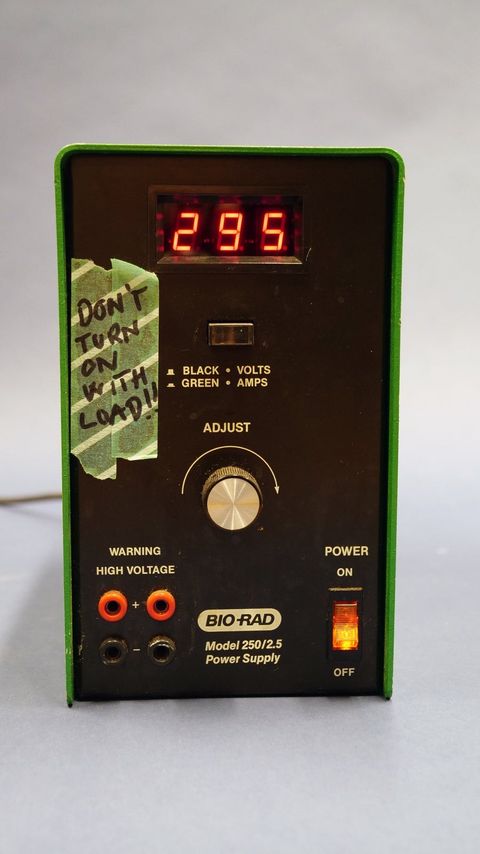 295
DON'T
TURN
ON
WITH
LOAD!!
BLACK • VOLTS
GREEN • AMPS
ADJUST
WARNING
HIGH VOLTAGE
+
-
POWER
ON
BIO-RAD
Model 250/2.5
Power Supply
OFF